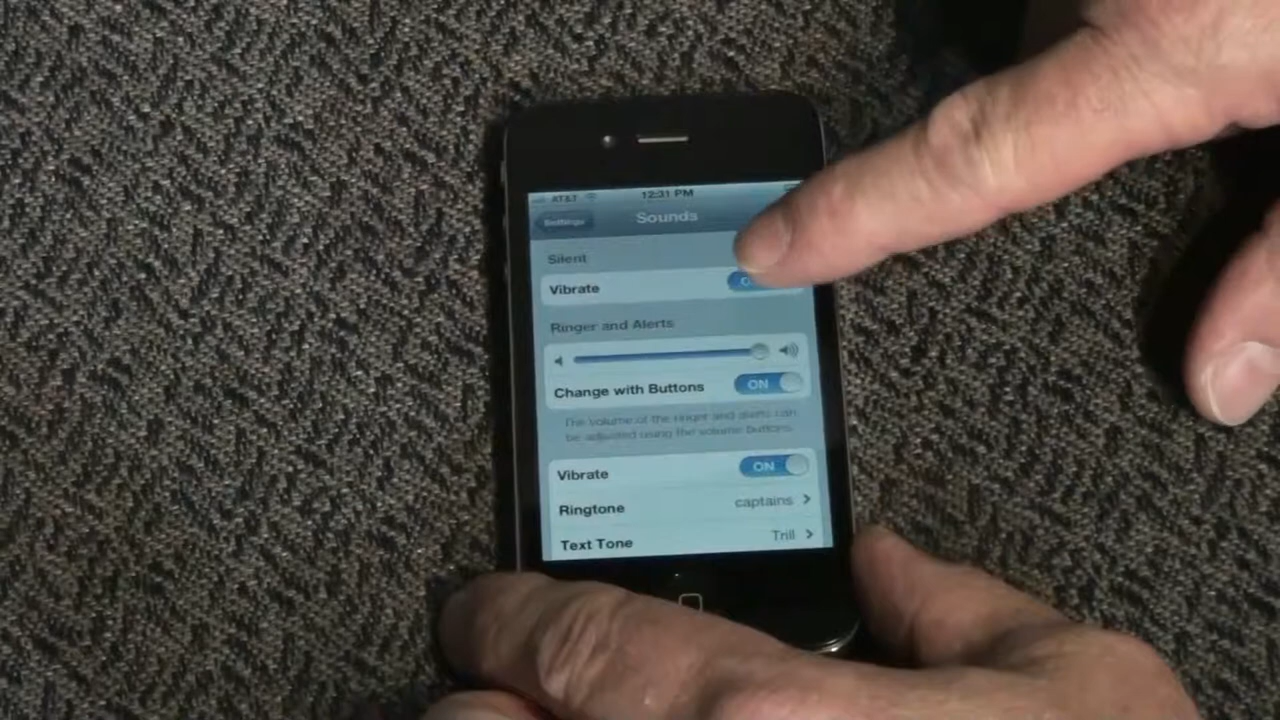 AT&T 12:31 PM
Settings Sounds
Silent
Vibrate
Ringer and Alerts
Change with Buttons ON
The volume of the ringer and alerts can
be adjusted using the volume buttons.
Vibrate ON
Ringtone captains
Text Tone Trill